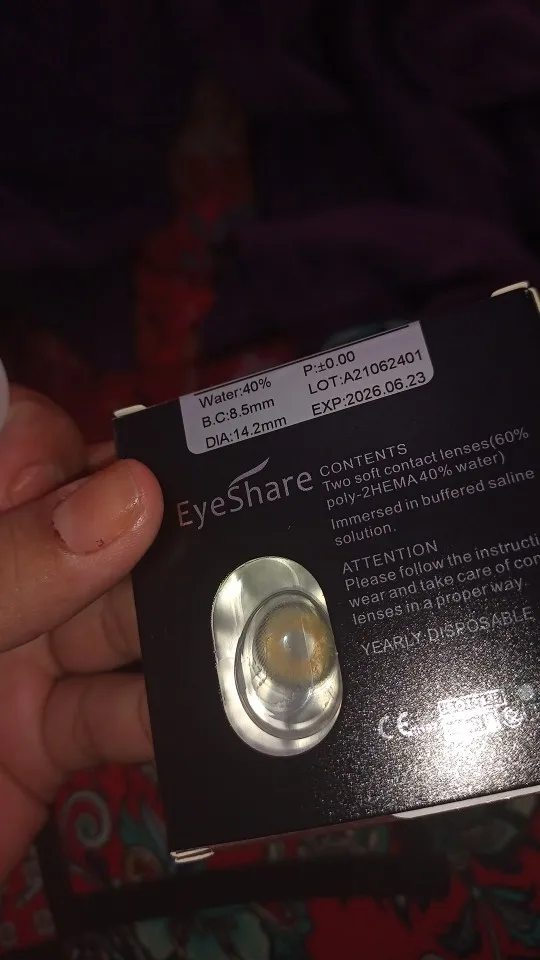 Water:40%
P:±0.00
B.C:8.5mm
LOT:A21062401
DIA:14.2mm
EXP:2026.06.23
EyeShare
CONTENTS
Two soft contact lenses(60%
poly-2HEMA 40% water)
Immersed in buffered saline
solution.
ATTENTION
Please follow the instructi
wear and take care of con
lenses in a proper way.
YEARLY DISPOSABLE
CE